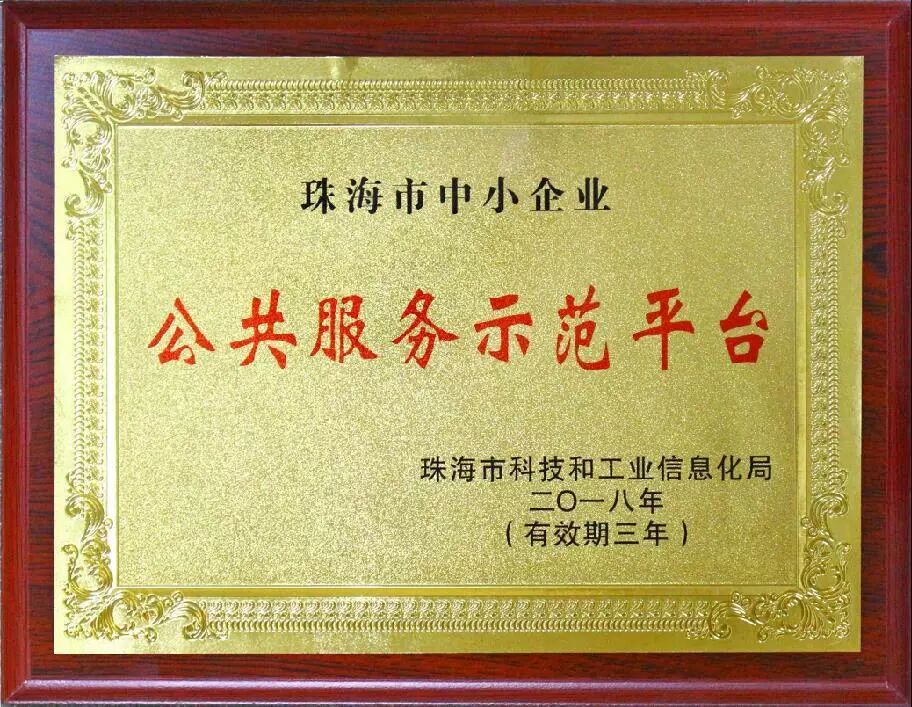 珠海市中小企业
公共服务示范平台
珠海市科技和工业信息化局
二〇一八年
（有效期三年）